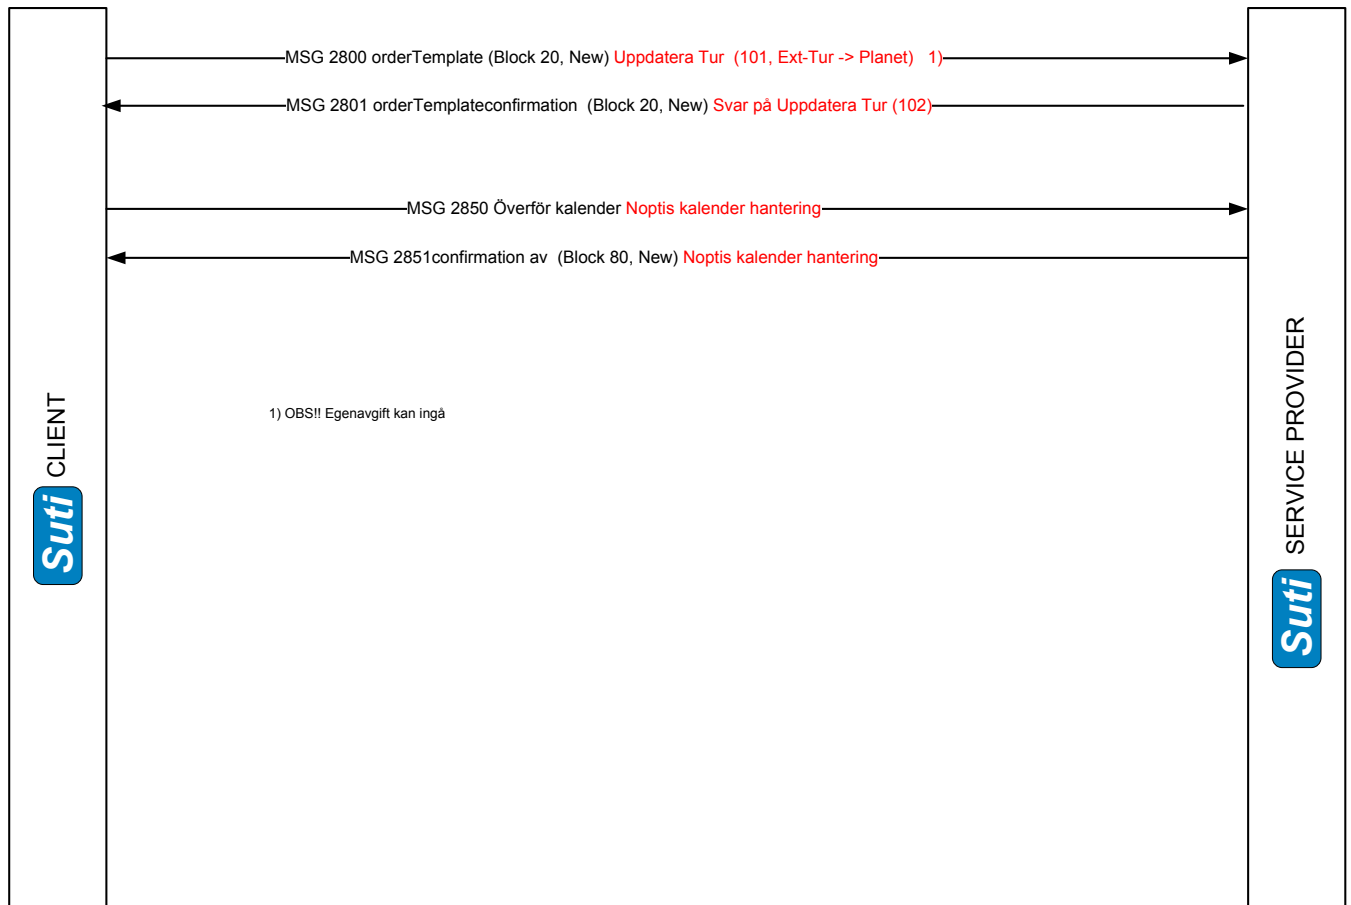 MSG 2800 orderTemplate (Block 20, New) Uppdatera Tur (101, Ext-Tur -> Planet) 1)
MSG 2801 orderTemplateconfirmation (Block 20, New) Svar på Uppdatera Tur (102)
MSG 2850 Överför kalender Noptis kalender hantering
MSG 2851confirmation av (Block 80, New) Noptis kalender hantering
1) OBS!! Egenavgift kan ingå
Suti CLIENT
Suti SERVICE PROVIDER